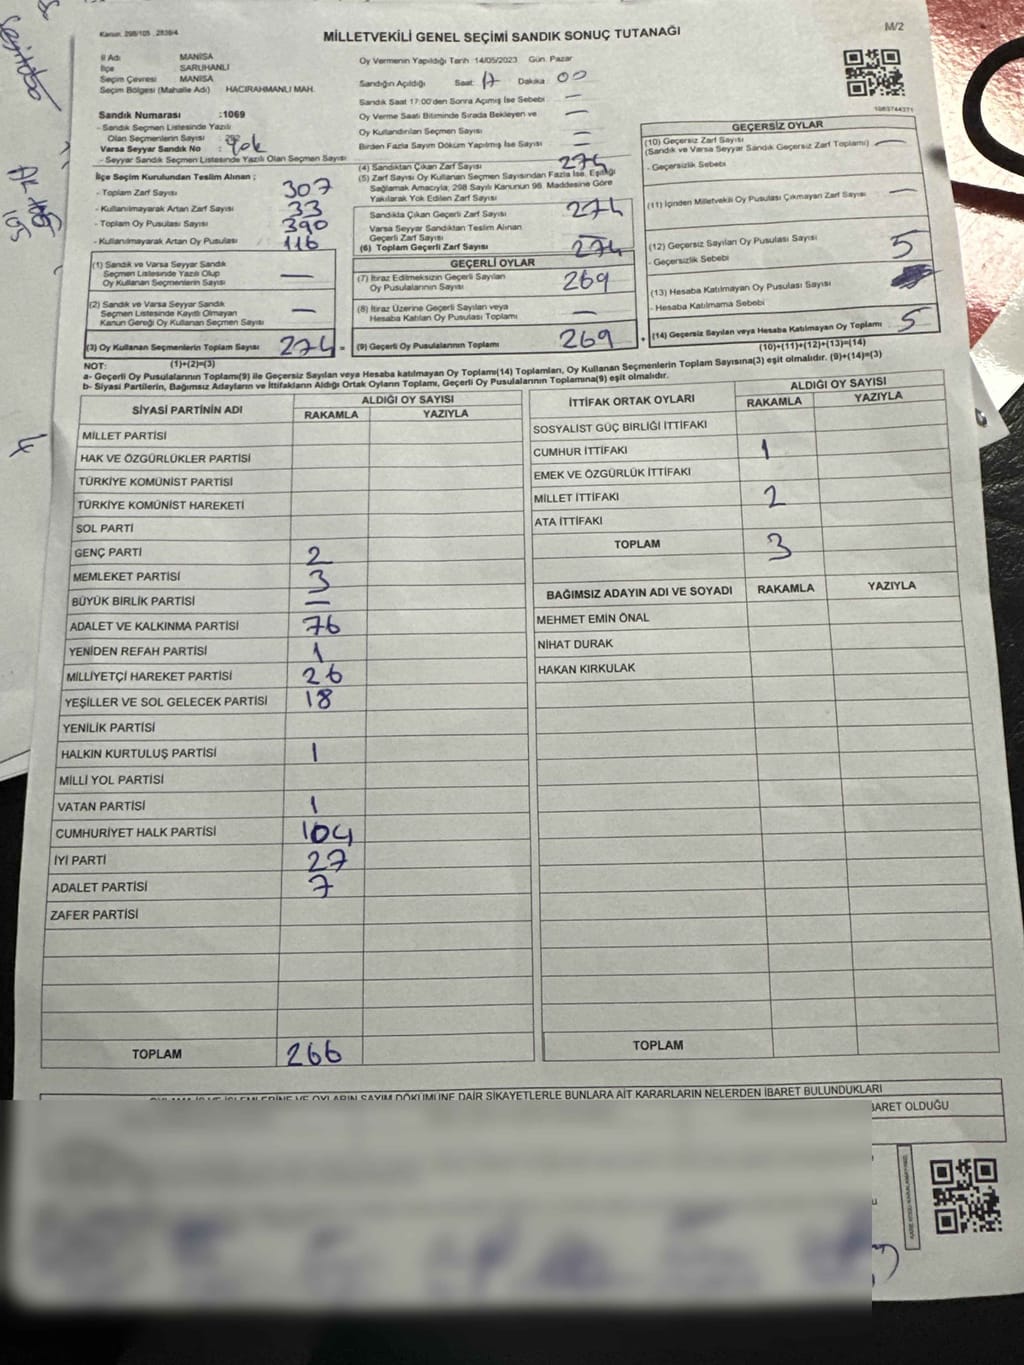 Kanun, 298/105 , 2839/4
MİLLETVEKİLİ GENEL SEÇİMİ SANDIK SONUÇ TUTANAĞI
M/2
İl Adı MANİSA
İlçe SARUHANLI
Seçim Çevresi MANİSA
Seçim Bölgesi (Mahalle Adı) HACIRAHMANLI MAH.
Sandık Numarası :1069
- Sandık Seçmen Listesinde Yazılı
Olan Seçmenlerin Sayısı :
Varsa Seyyar Sandık No : Yok
- Seyyar Sandık Seçmen Listesinde Yazılı Olan Seçmen Sayısı
Oy Vermenin Yapıldığı Tarih 14/05/2023 Gün. Pazar
Sandığın Açıldığı Saat: 17 Dakika 00
Sandık Saat 17:00'den Sonra Açımış İse Sebebi —
Oy Verme Saati Bitiminde Sırada Bekleyen ve
Oy Kullandırılan Seçmen Sayısı —
Birden Fazla Sayım Döküm Yapılmış İse Sayısı —
1083744371
İlçe Seçim Kurulundan Teslim Alınan ;
- Toplam Zarf Sayısı 307
- Kullanılmayarak Artan Zarf Sayısı 33
- Toplam Oy Pusulası Sayısı 390
- Kullanılmayarak Artan Oy Pusulası 116
(1) Sandık ve Varsa Seyyar Sandık
Seçmen Listesinde Yazılı Olup
Oy Kullanan Seçmenlerin Sayısı —
(2) Sandık ve Varsa Seyyar Sandık
Seçmen Listesinde Kayıtlı Olmayan
Kanun Gereği Oy Kullanan Seçmen Sayısı —
(3) Oy Kullanan Seçmenlerin Toplam Sayısı 274 =
(4) Sandıktan Çıkan Zarf Sayısı 274
(5) Zarf Sayısı Oy Kullanan Seçmen Sayısından Fazla İse, Eşitliği
Sağlamak Amacıyla, 298 Sayılı Kanunun 98. Maddesine Göre
Yakılarak Yok Edilen Zarf Sayısı
Sandıkla Çıkan Geçerli Zarf Sayısı 274
Varsa Seyyar Sandıktan Teslim Alınan
Geçerli Zarf Sayısı —
(6) Toplam Geçerli Zarf Sayısı 274
GEÇERLİ OYLAR
(7) İtiraz Edilmeksizin Geçerli Sayılan
Oy Pusulalarının Sayısı 269
(8) İtiraz Üzerine Geçerli Sayılan veya
Hesaba Katılan Oy Pusulası Toplamı —
(9) Geçerli Oy Pusulalarının Toplamı 269
GEÇERSİZ OYLAR
(10) Geçersiz Zarf Sayısı
(Sandık ve Varsa Seyyar Sandık Geçersiz Zarf Toplamı) —
- Geçersizlik Sebebi
(11) İçinden Milletvekili Oy Pusulası Çıkmayan Zarf Sayısı —
(12) Geçersiz Sayılan Oy Pusulası Sayısı 5
- Geçersizlik Sebebi
(13) Hesaba Katılmayan Oy Pusulası Sayısı
- Hesaba Katılmama Sebebi
+ (14) Geçersiz Sayılan veya Hesaba Katılmayan Oy Toplamı 5
NOT: (1)+(2)=(3)
(10)+(11)+(12)+(13)=(14)
a- Geçerli Oy Pusulalarının Toplamı(9) ile Geçersiz Sayılan veya Hesaba katılmayan Oy Toplamı(14) Toplamları, Oy Kullanan Seçmenlerin Toplam Sayısına(3) eşit olmalıdır. (9)+(14)=(3)
b- Siyasi Partilerin, Bağımsız Adayların ve İttifakların Aldığı Ortak Oyların Toplamı, Geçerli Oy Pusulalarının Toplamına(9) eşit olmalıdır.
SİYASİ PARTİNİN ADI ALDIĞI OY SAYISI
RAKAMLA YAZIYLA
MİLLET PARTİSİ
HAK VE ÖZGÜRLÜKLER PARTİSİ
TÜRKİYE KOMÜNİST PARTİSİ
TÜRKİYE KOMÜNİST HAREKETİ
SOL PARTİ
GENÇ PARTİ 2
MEMLEKET PARTİSİ 3
BÜYÜK BİRLİK PARTİSİ —
ADALET VE KALKINMA PARTİSİ 76
YENİDEN REFAH PARTİSİ 1
MİLLİYETÇİ HAREKET PARTİSİ 26
YEŞİLLER VE SOL GELECEK PARTİSİ 18
YENİLİK PARTİSİ
HALKIN KURTULUŞ PARTİSİ 1
MİLLİ YOL PARTİSİ
VATAN PARTİSİ 1
CUMHURİYET HALK PARTİSİ 104
İYİ PARTİ 27
ADALET PARTİSİ 7
ZAFER PARTİSİ
TOPLAM 266
İTTİFAK ORTAK OYLARI ALDIĞI OY SAYISI
RAKAMLA YAZIYLA
SOSYALİST GÜÇ BİRLİĞİ İTTİFAKI
CUMHUR İTTİFAKI 1
EMEK VE ÖZGÜRLÜK İTTİFAKI
MİLLET İTTİFAKI 2
ATA İTTİFAKI
TOPLAM 3
BAĞIMSIZ ADAYIN ADI VE SOYADI RAKAMLA YAZIYLA
MEHMET EMİN ÖNAL
NİHAT DURAK
HAKAN KIRKULAK
TOPLAM
OYLARIN SAYIM DÖKÜMÜNE DAİR ŞİKAYETLERLE BUNLARA AİT KARARLARIN NELERDEN İBARET BULUNDUKLARI
BARET OLDUĞU